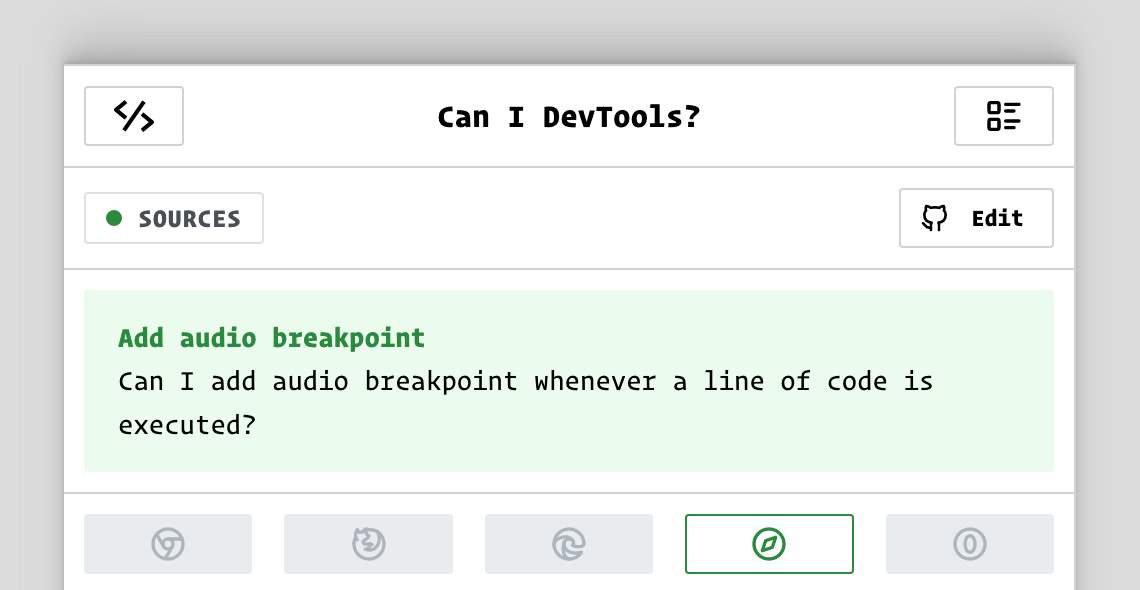 Can I DevTools?
SOURCES
Edit
Add audio breakpoint
Can I add audio breakpoint whenever a line of code is
executed?